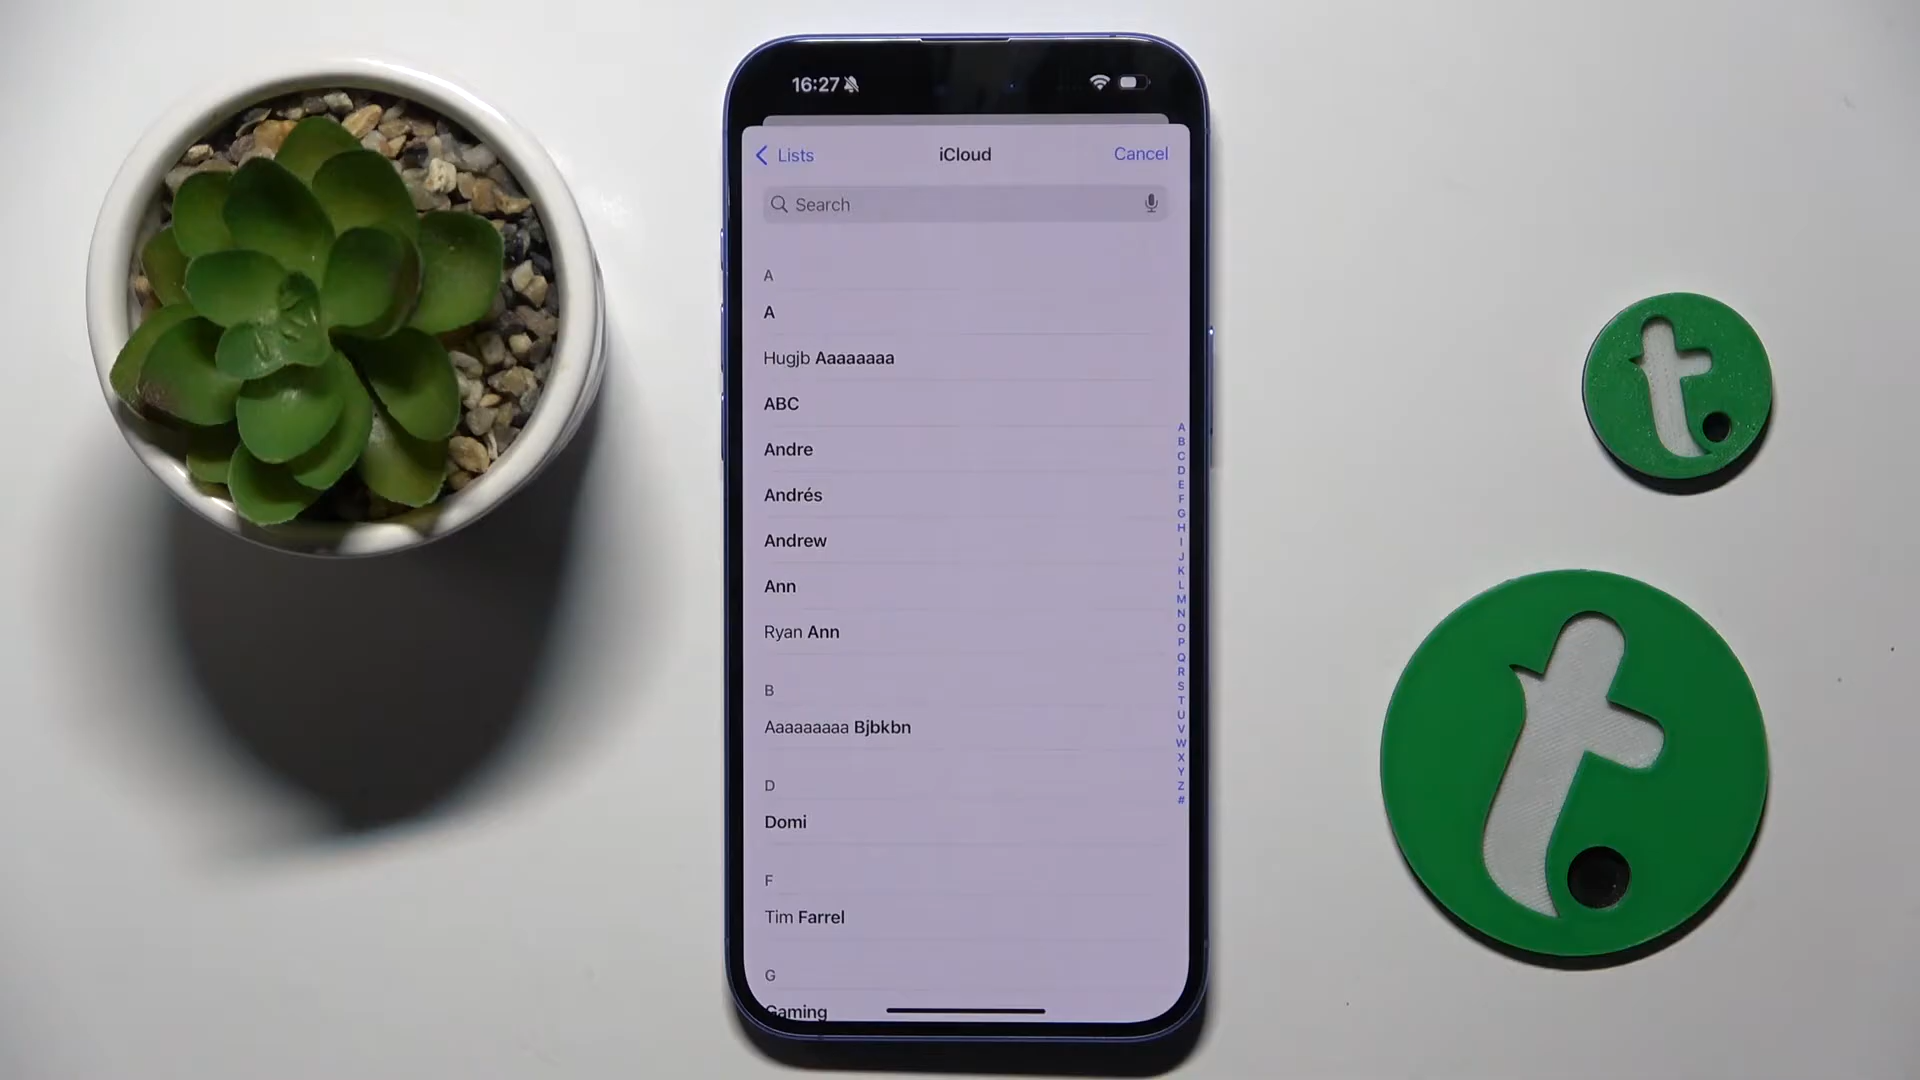 16:27
Lists
iCloud
Cancel
Search
A
A
Hugjb Aaaaaaaa
ABC
Andre
Andrés
Andrew
Ann
Ryan Ann
B
Aaaaaaaaa Bjbkbn
D
Domi
F
Tim Farrel
G
Gaming
A
B
C
D
E
F
G
H
I
J
K
L
M
N
O
P
Q
R
S
T
U
V
W
X
Y
Z
#
t.
t.